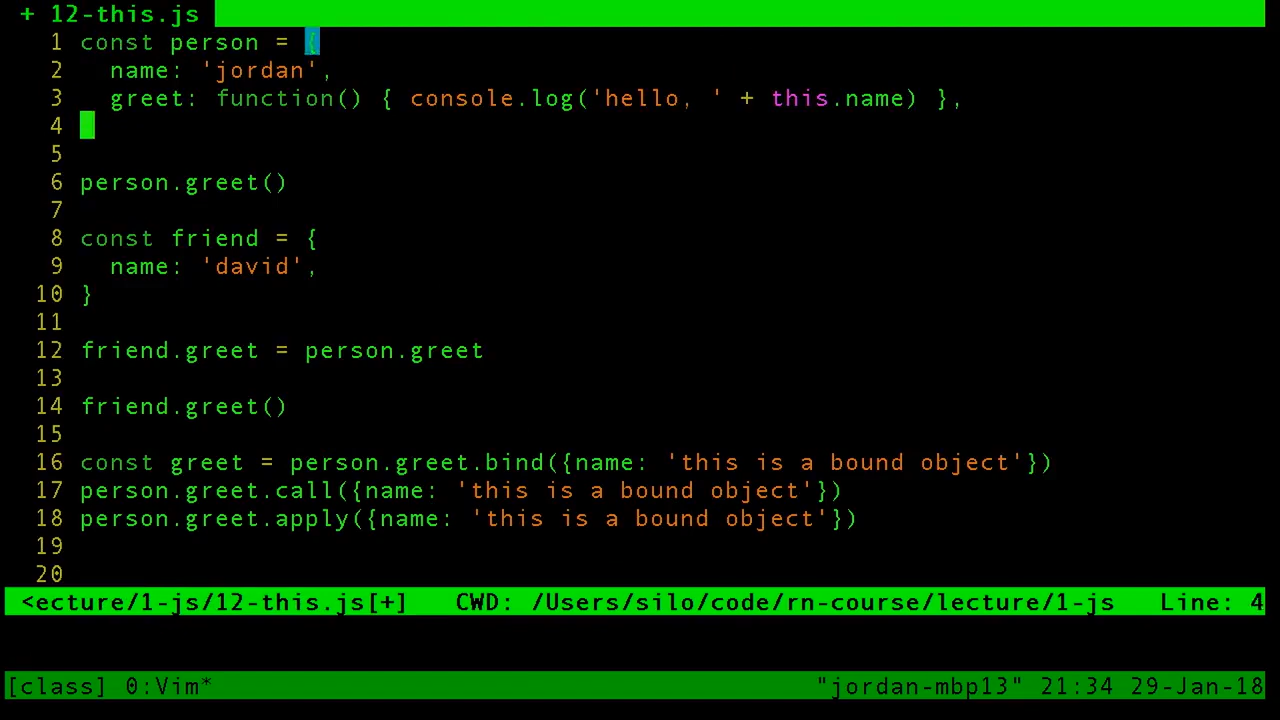 + 12-this.js
1 const person = {
2   name: 'jordan',
3   greet: function() { console.log('hello, ' + this.name) },
4
5
6 person.greet()
7
8 const friend = {
9   name: 'david',
10 }
11
12 friend.greet = person.greet
13
14 friend.greet()
15
16 const greet = person.greet.bind({name: 'this is a bound object'})
17 person.greet.call({name: 'this is a bound object'})
18 person.greet.apply({name: 'this is a bound object'})
19
20
<ecture/1-js/12-this.js[+]   CWD: /Users/silo/code/rn-course/lecture/1-js   Line: 4
[class] 0:Vim* "jordan-mbp13" 21:34 29-Jan-18